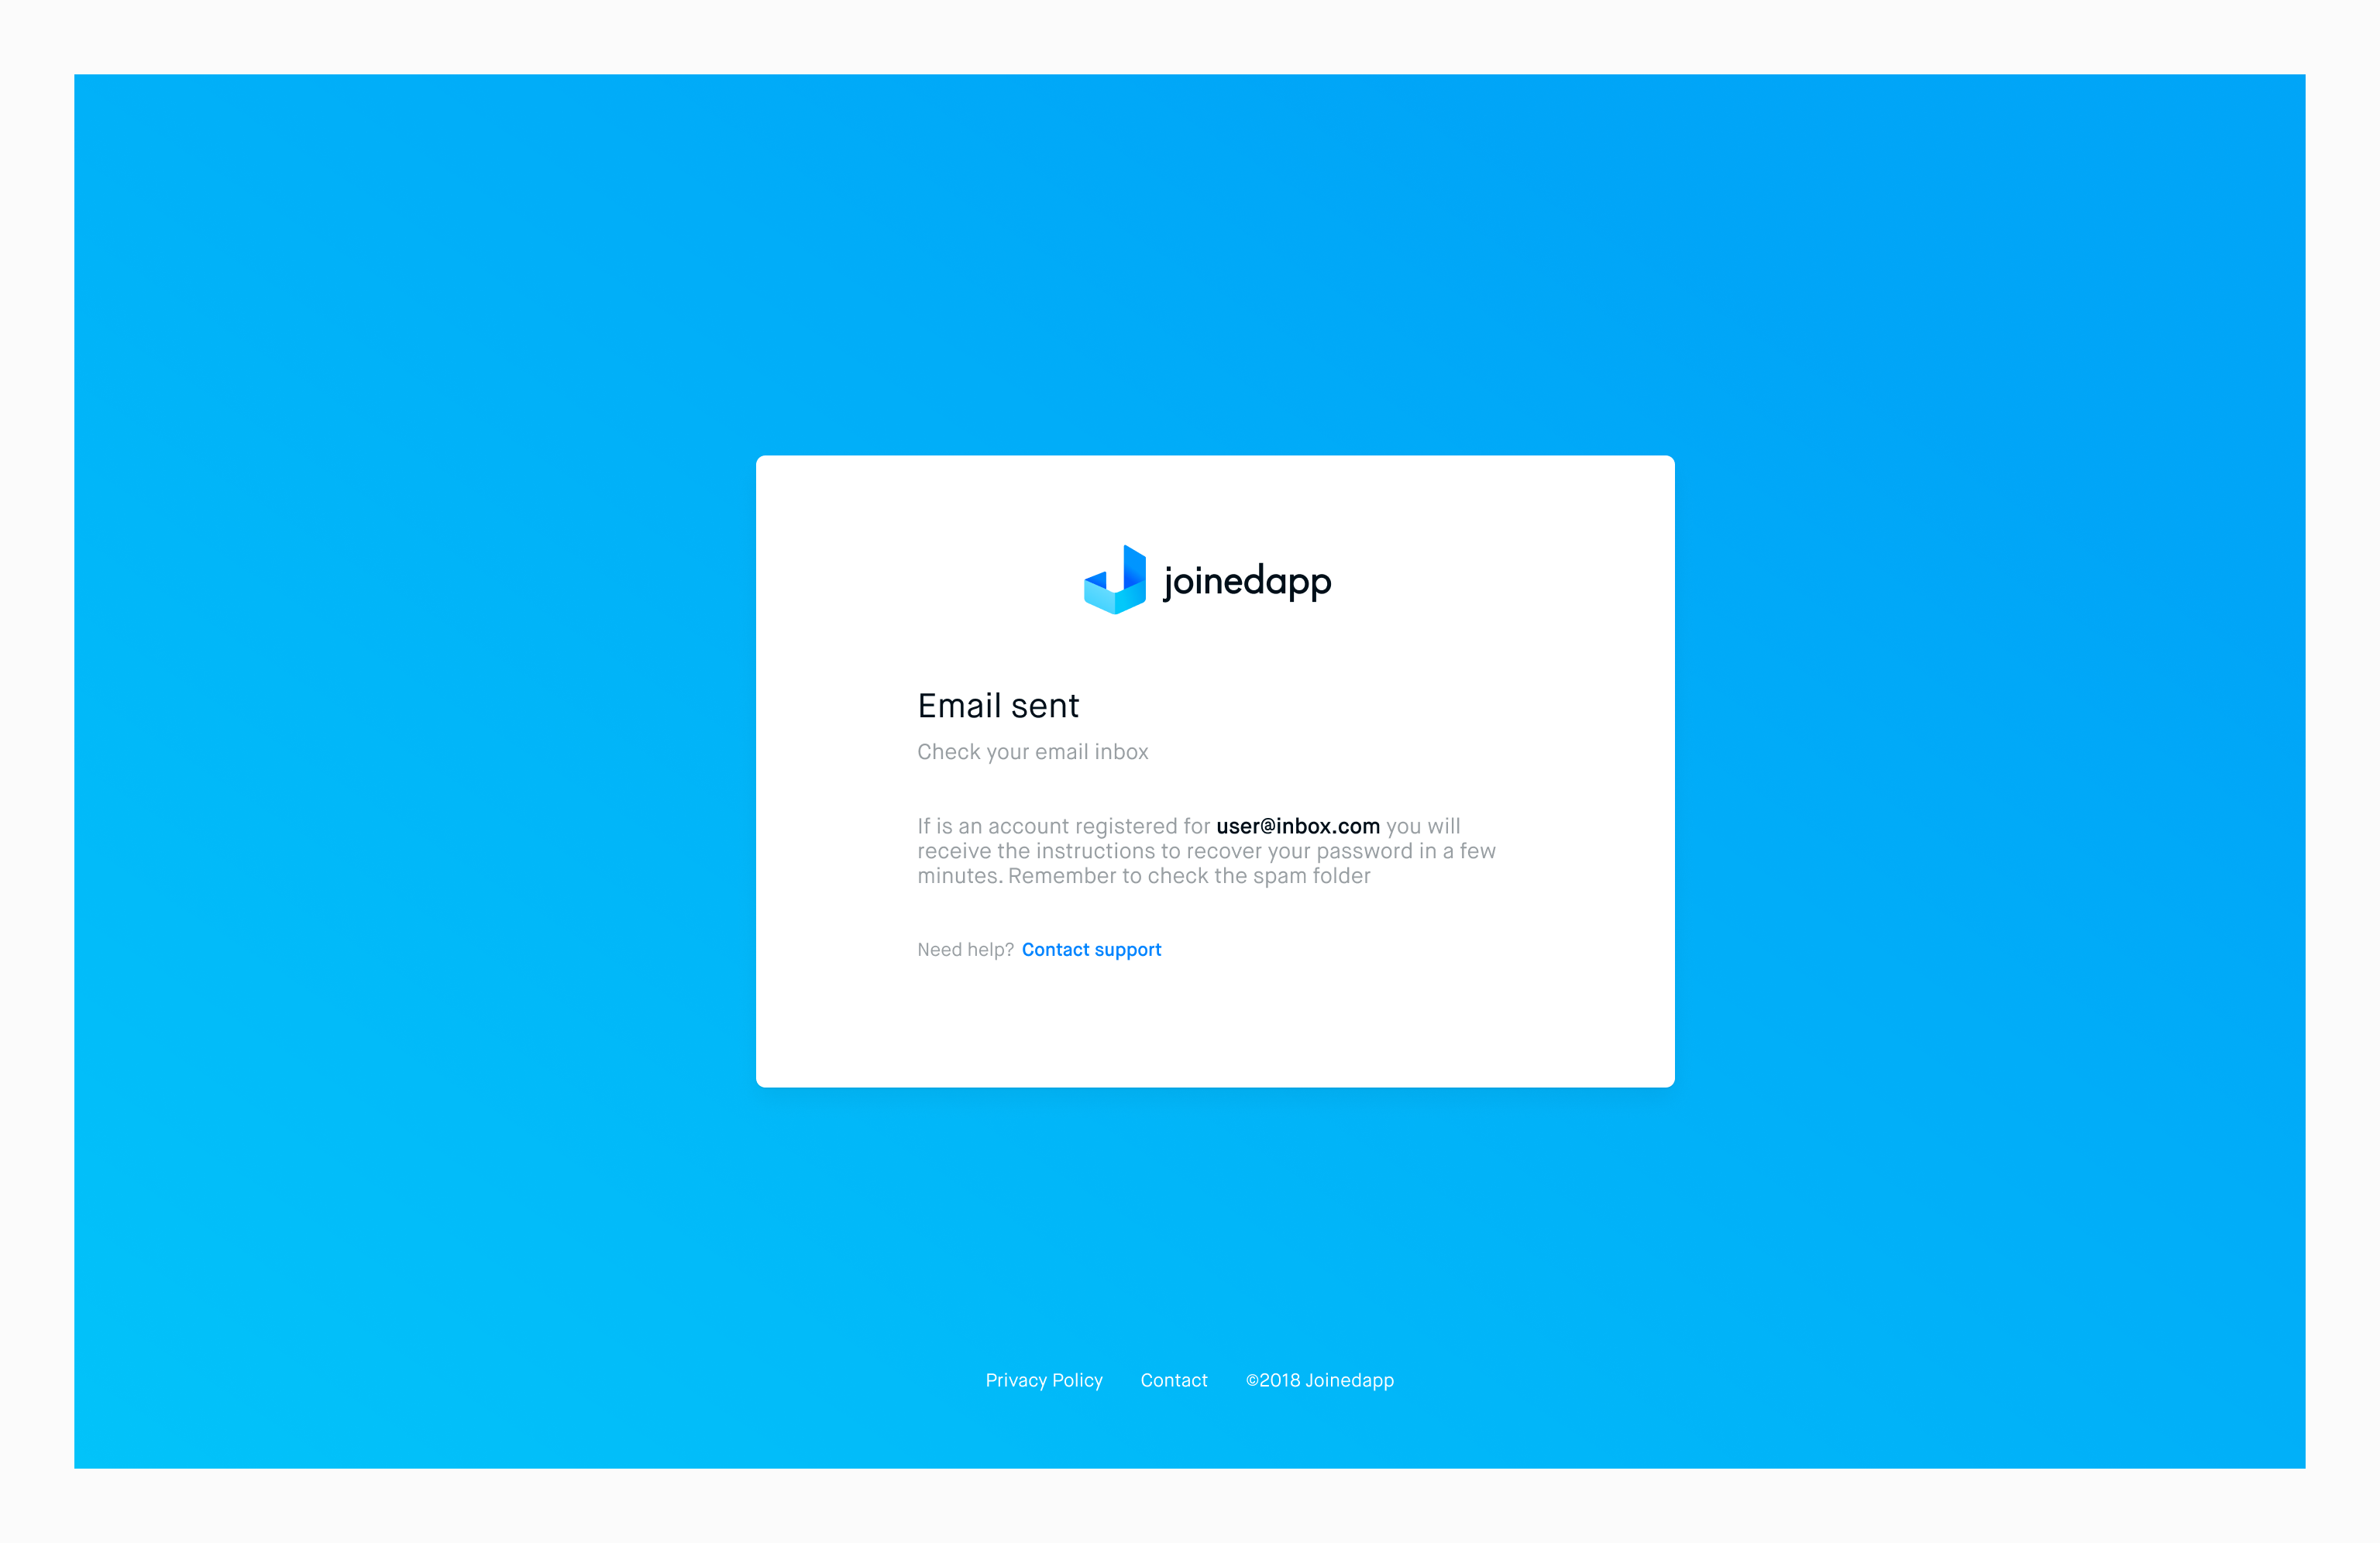 joinedapp
Email sent
Check your email inbox
If is an account registered for user@inbox.com you will
receive the instructions to recover your password in a few
minutes. Remember to check the spam folder
Need help? Contact support
Privacy Policy Contact ©2018 Joinedapp